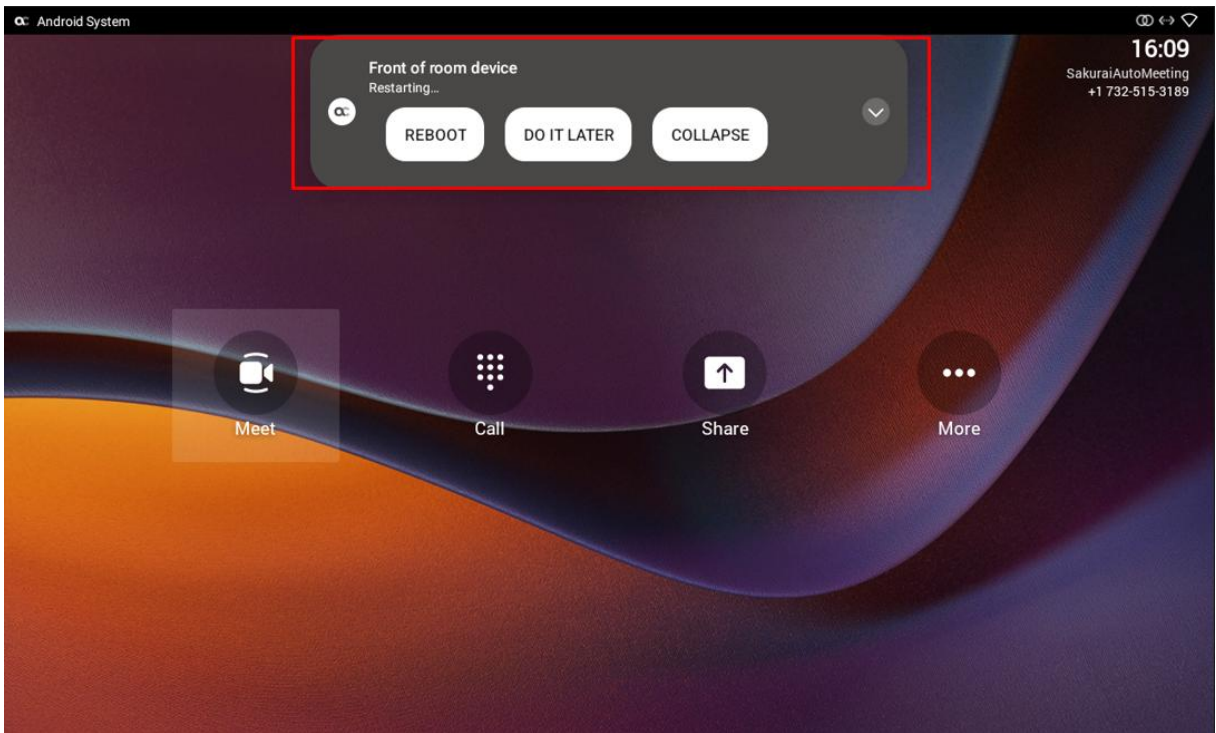 Android System
16:09
SakuraiAutoMeeting
+1 732-515-3189
Front of room device
Restarting...
REBOOT DO IT LATER COLLAPSE
Meet Call Share More